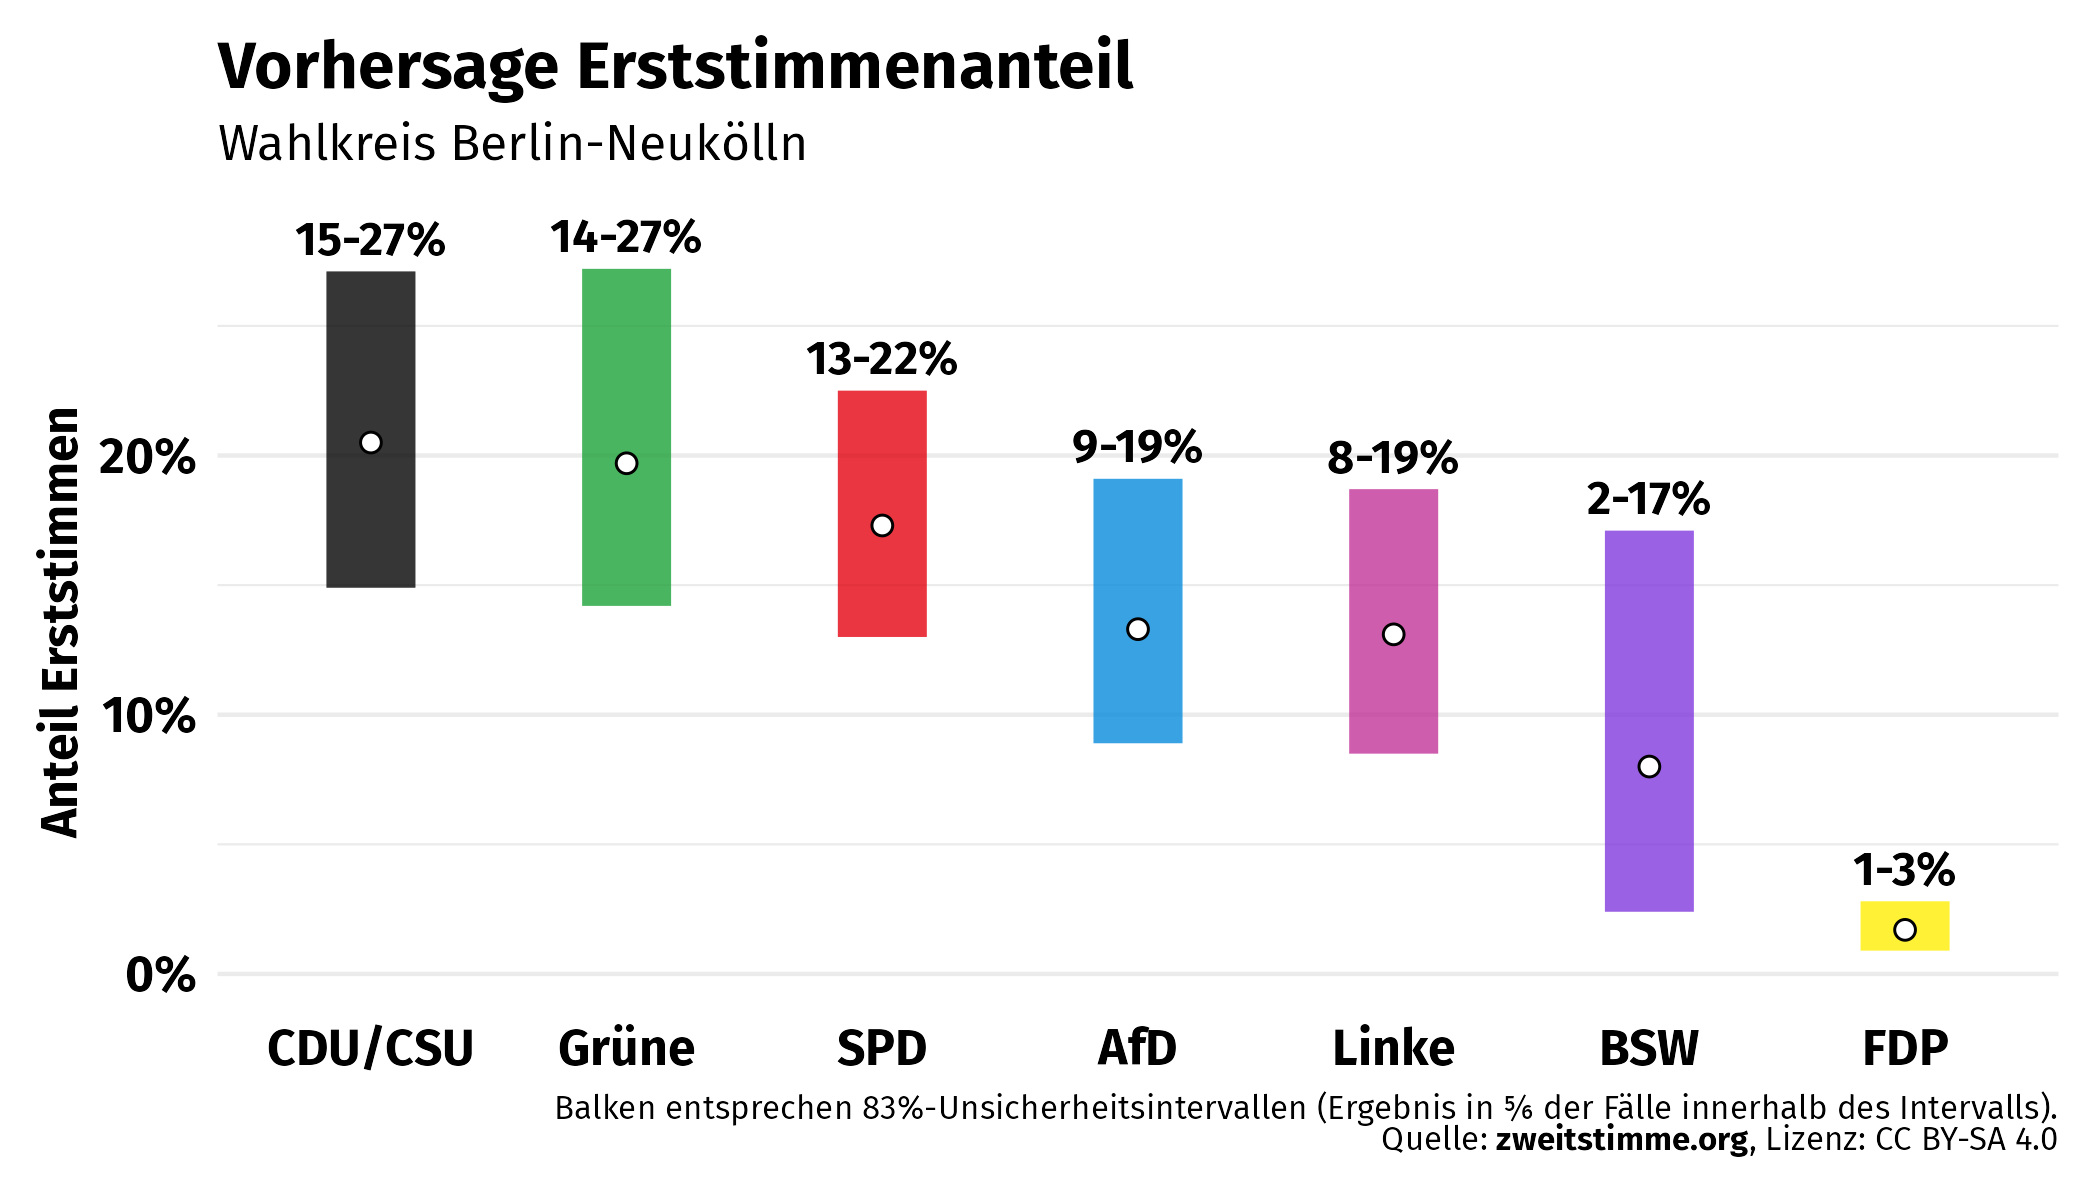 Vorhersage Erststimmenanteil
Wahlkreis Berlin-Neukölln
15-27%
14-27%
13-22%
9-19%
8-19%
2-17%
1-3%
Anteil Erststimmen
20%
10%
0%
CDU/CSU
Grüne
SPD
AfD
Linke
BSW
FDP
Balken entsprechen 83%-Unsicherheitsintervallen (Ergebnis in ⅚ der Fälle innerhalb des Intervalls).
Quelle: zweitstimme.org, Lizenz: CC BY-SA 4.0